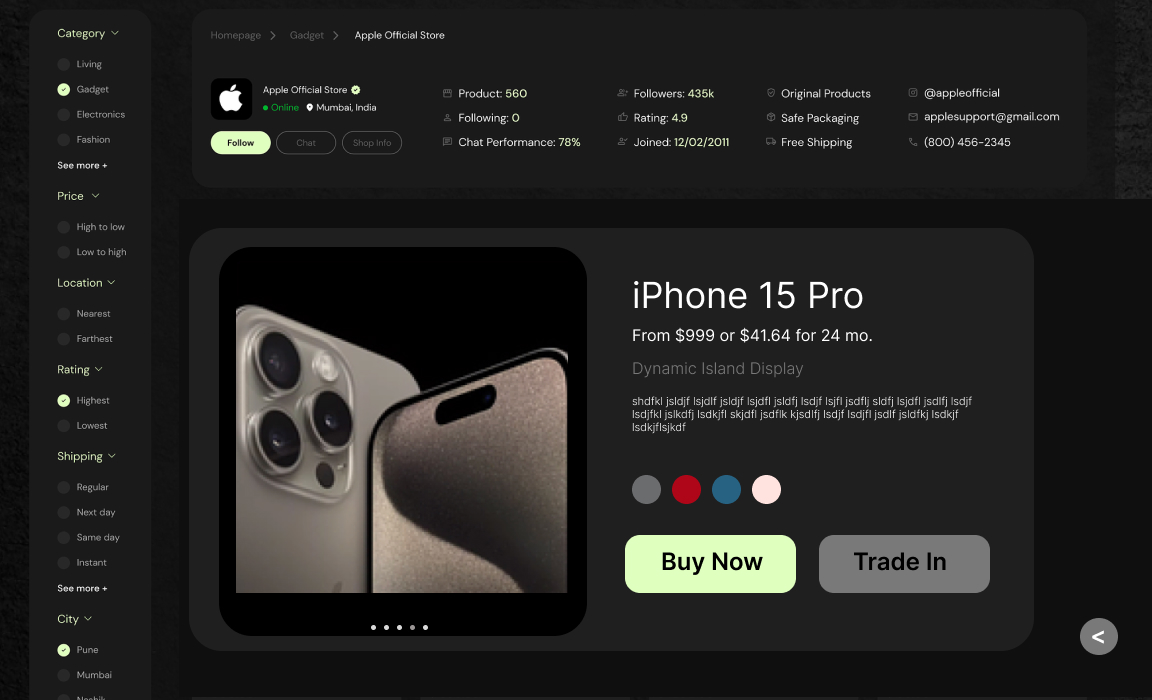 Category
Living
Gadget
Electronics
Fashion
See more +
Price
High to low
Low to high
Location
Nearest
Farthest
Rating
Highest
Lowest
Shipping
Regular
Next day
Same day
Instant
See more +
City
Pune
Mumbai
Nashik
Homepage > Gadget > Apple Official Store
Apple Official Store
Online Mumbai, India
Follow Chat Shop Info
Product: 560
Following: 0
Chat Performance: 78%
Followers: 435k
Rating: 4.9
Joined: 12/02/2011
Original Products
Safe Packaging
Free Shipping
@appleofficial
applesupport@gmail.com
(800) 456-2345
iPhone 15 Pro
From $999 or $41.64 for 24 mo.
Dynamic Island Display
shdfkl jsldjf lsjdlf jsldjf lsjdfl jsldfj lsdjf lsjfl jsdflj sldfj lsjdfl jsdlfj lsdjf
lsdjfkl jslkdfj lsdkjfl skjdfl jsdflk kjsdlfj lsdjf lsdjfl jsdlf jsldfkj lsdkjf
lsdkjflsjkdf
Buy Now Trade In
<